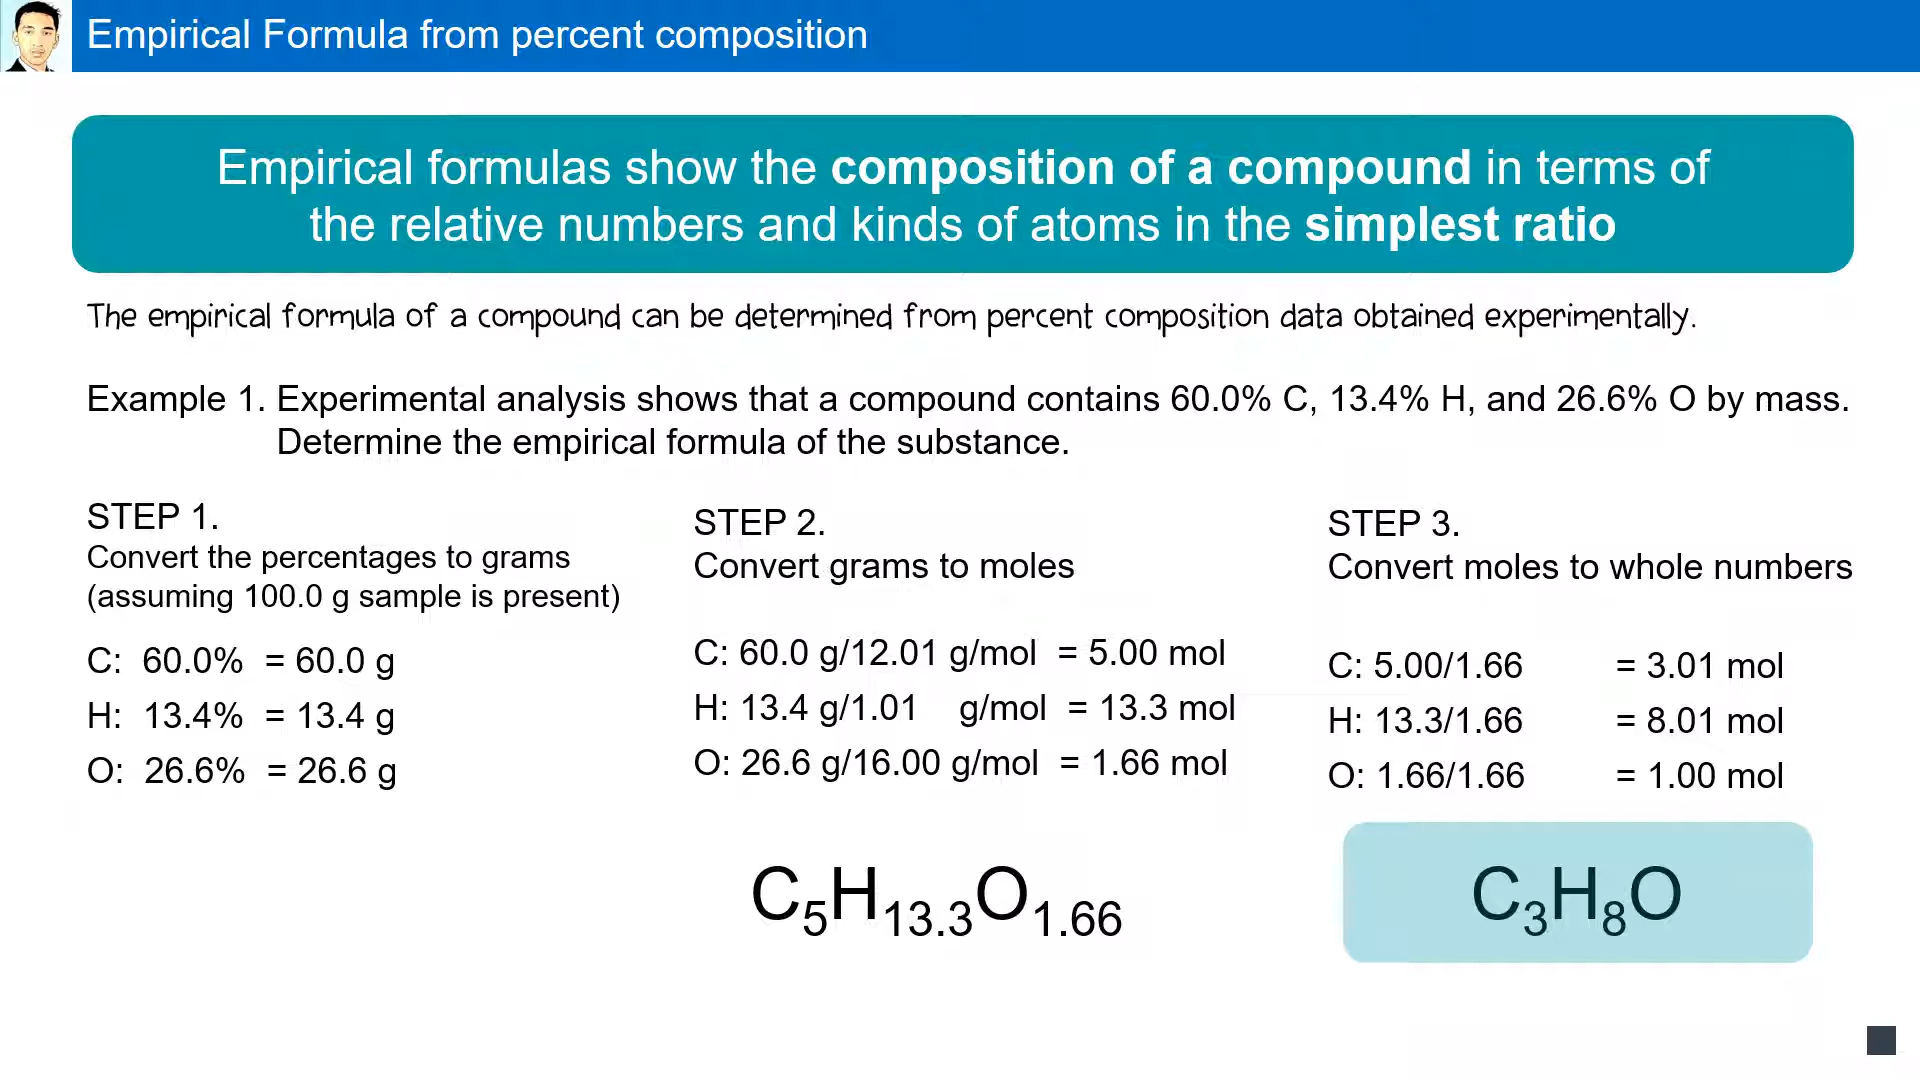 Empirical Formula from percent composition
Empirical formulas show the composition of a compound in terms of
the relative numbers and kinds of atoms in the simplest ratio
The empirical formula of a compound can be determined from percent composition data obtained experimentally.
Example 1. Experimental analysis shows that a compound contains 60.0% C, 13.4% H, and 26.6% O by mass.
Determine the empirical formula of the substance.
STEP 1.
Convert the percentages to grams
(assuming 100.0 g sample is present)
C: 60.0% = 60.0 g
H: 13.4% = 13.4 g
O: 26.6% = 26.6 g
STEP 2.
Convert grams to moles
C: 60.0 g/12.01 g/mol = 5.00 mol
H: 13.4 g/1.01 g/mol = 13.3 mol
O: 26.6 g/16.00 g/mol = 1.66 mol
C₅H₁₃.₃O₁.₆₆
STEP 3.
Convert moles to whole numbers
C: 5.00/1.66 = 3.01 mol
H: 13.3/1.66 = 8.01 mol
O: 1.66/1.66 = 1.00 mol
C₃H₈O